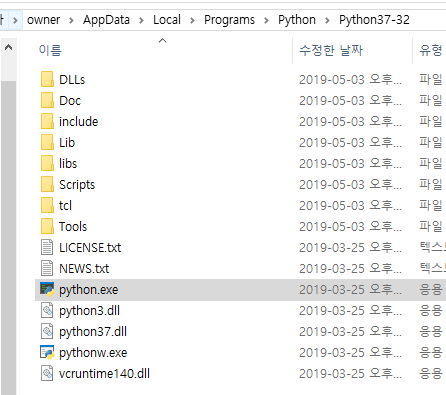 owner > AppData > Local > Programs > Python > Python37-32
이름 수정한 날짜 유형
DLLs 2019-05-03 오후... 파일
Doc 2019-05-03 오후... 파일
include 2019-05-03 오후... 파일
Lib 2019-05-03 오후... 파일
libs 2019-05-03 오후... 파일
Scripts 2019-05-03 오후... 파일
tcl 2019-05-03 오후... 파일
Tools 2019-05-03 오후... 파일
LICENSE.txt 2019-03-25 오후... 텍스
NEWS.txt 2019-03-25 오후... 텍스
python.exe 2019-03-25 오후... 응용
python3.dll 2019-03-25 오후... 응용
python37.dll 2019-03-25 오후... 응용
pythonw.exe 2019-03-25 오후... 응용
vcruntime140.dll 2019-03-25 오후... 응용